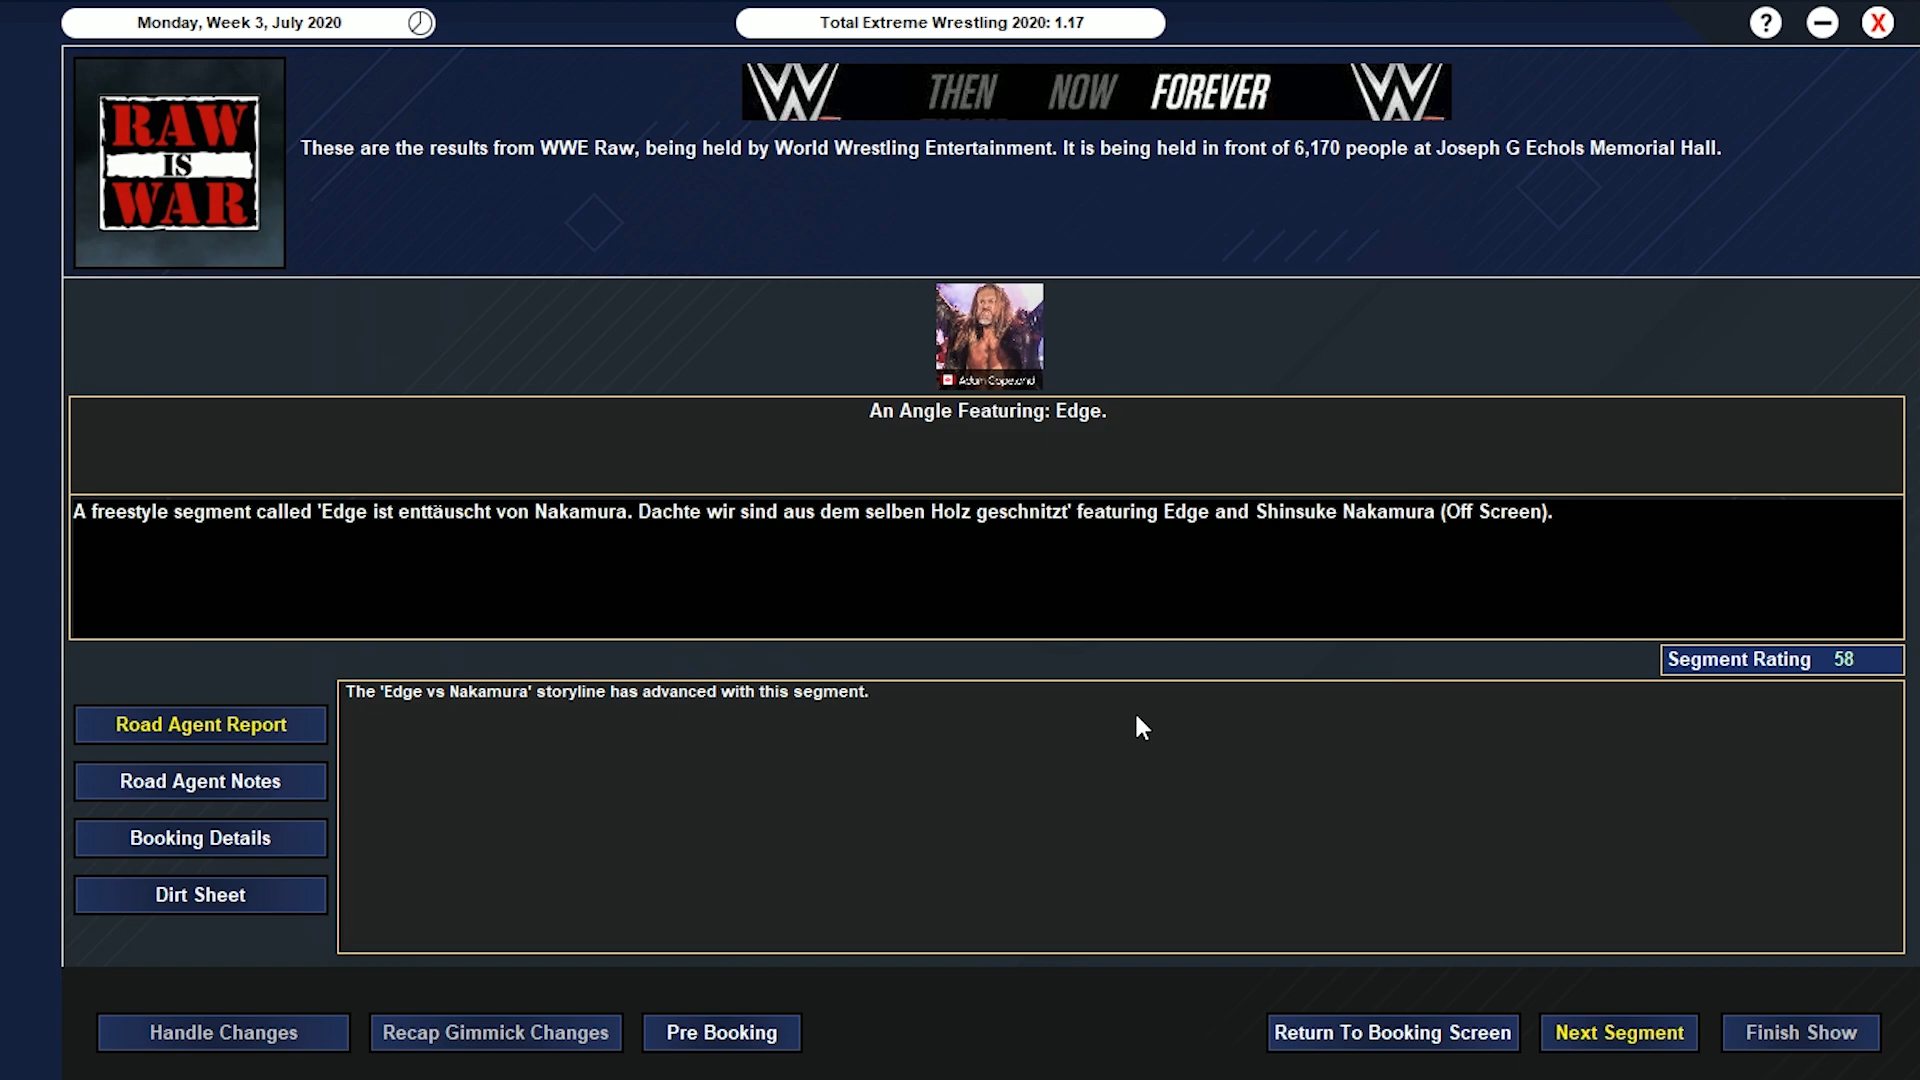 Monday, Week 3, July 2020
Total Extreme Wrestling 2020: 1.17
?
X
RAW
IS
WAR
W THEN NOW FOREVER W
These are the results from WWE Raw, being held by World Wrestling Entertainment. It is being held in front of 6,170 people at Joseph G Echols Memorial Hall.
Adam Copeland
An Angle Featuring: Edge.
A freestyle segment called 'Edge ist enttäuscht von Nakamura. Dachte wir sind aus dem selben Holz geschnitzt' featuring Edge and Shinsuke Nakamura (Off Screen).
Segment Rating 58
The 'Edge vs Nakamura' storyline has advanced with this segment.
Road Agent Report
Road Agent Notes
Booking Details
Dirt Sheet
Handle Changes
Recap Gimmick Changes
Pre Booking
Return To Booking Screen
Next Segment
Finish Show